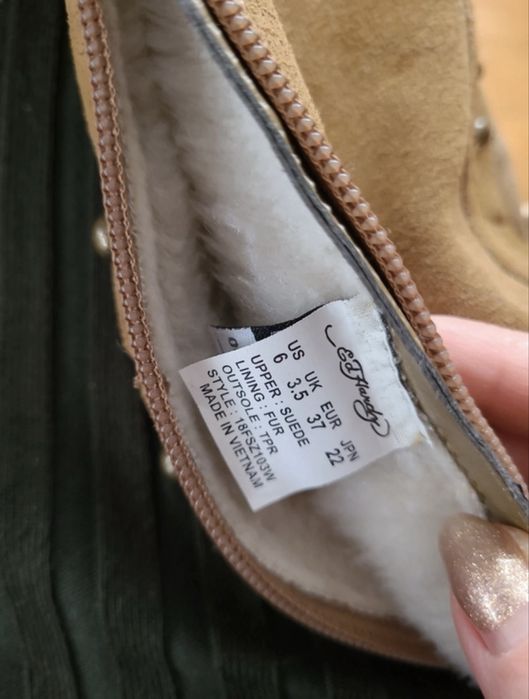 Ed Hardy
US UK EUR JPN
6 3.5 37 22
UPPER : SUEDE
LINING : FUR
OUTSOLE : TPR
STYLE : 18FSZ103W
MADE IN VIETNAM